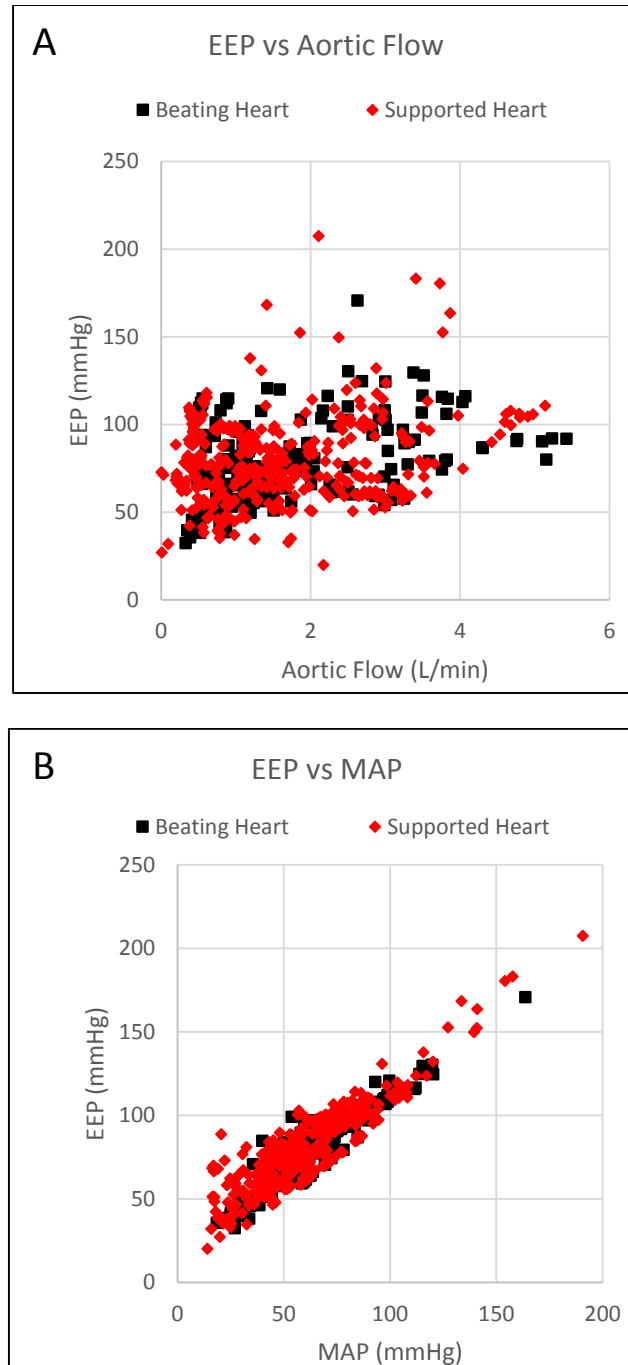 A
EEP vs Aortic Flow
Beating Heart Supported Heart
250
200
150
100
50
0
EEP (mmHg)
0 2 4 6
Aortic Flow (L/min)
B
EEP vs MAP
Beating Heart Supported Heart
250
200
150
100
50
0
EEP (mmHg)
0 50 100 150 200
MAP (mmHg)